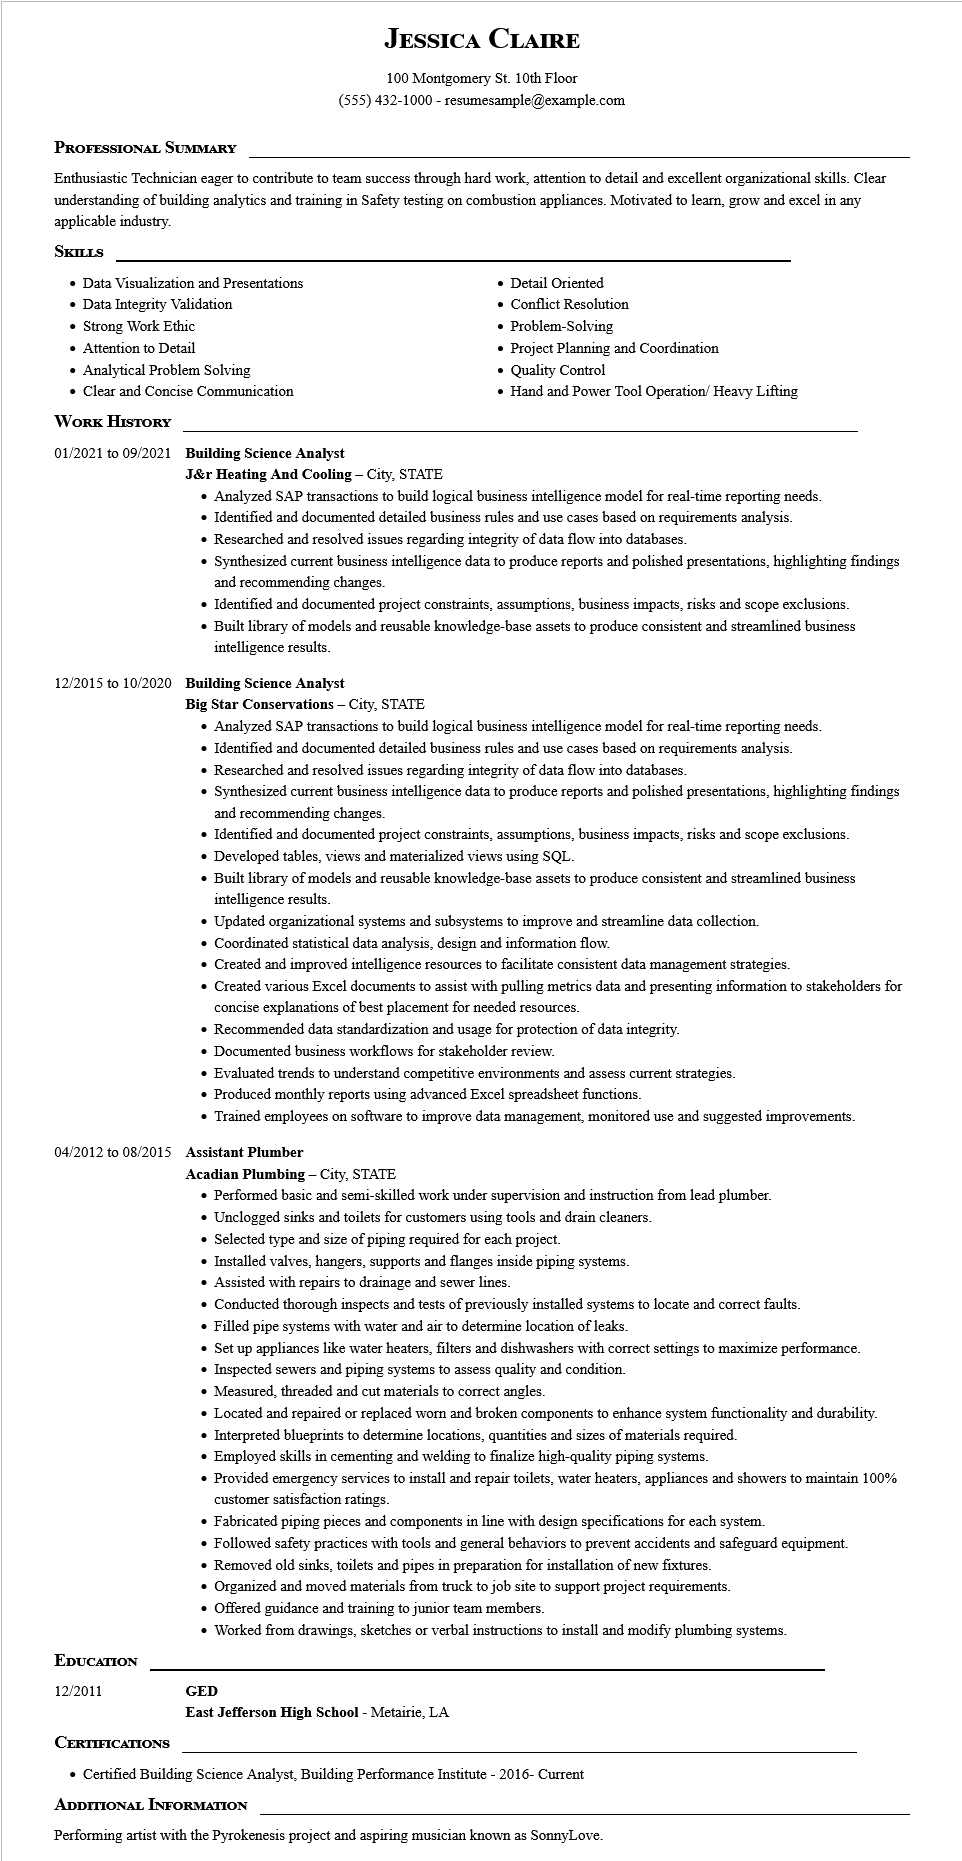 Jessica Claire
100 Montgomery St. 10th Floor
(555) 432-1000 - resumesample@example.com
Professional Summary
Enthusiastic Technician eager to contribute to team success through hard work, attention to detail and excellent organizational skills. Clear
understanding of building analytics and training in Safety testing on combustion appliances. Motivated to learn, grow and excel in any
applicable industry.
Skills
• Data Visualization and Presentations
• Data Integrity Validation
• Strong Work Ethic
• Attention to Detail
• Analytical Problem Solving
• Clear and Concise Communication
• Detail Oriented
• Conflict Resolution
• Problem-Solving
• Project Planning and Coordination
• Quality Control
• Hand and Power Tool Operation/ Heavy Lifting
Work History
01/2021 to 09/2021 Building Science Analyst
J&r Heating And Cooling – City, STATE
• Analyzed SAP transactions to build logical business intelligence model for real-time reporting needs.
• Identified and documented detailed business rules and use cases based on requirements analysis.
• Researched and resolved issues regarding integrity of data flow into databases.
• Synthesized current business intelligence data to produce reports and polished presentations, highlighting findings
and recommending changes.
• Identified and documented project constraints, assumptions, business impacts, risks and scope exclusions.
• Built library of models and reusable knowledge-base assets to produce consistent and streamlined business
intelligence results.
12/2015 to 10/2020 Building Science Analyst
Big Star Conservations – City, STATE
• Analyzed SAP transactions to build logical business intelligence model for real-time reporting needs.
• Identified and documented detailed business rules and use cases based on requirements analysis.
• Researched and resolved issues regarding integrity of data flow into databases.
• Synthesized current business intelligence data to produce reports and polished presentations, highlighting findings
and recommending changes.
• Identified and documented project constraints, assumptions, business impacts, risks and scope exclusions.
• Developed tables, views and materialized views using SQL.
• Built library of models and reusable knowledge-base assets to produce consistent and streamlined business
intelligence results.
• Updated organizational systems and subsystems to improve and streamline data collection.
• Coordinated statistical data analysis, design and information flow.
• Created and improved intelligence resources to facilitate consistent data management strategies.
• Created various Excel documents to assist with pulling metrics data and presenting information to stakeholders for
concise explanations of best placement for needed resources.
• Recommended data standardization and usage for protection of data integrity.
• Documented business workflows for stakeholder review.
• Evaluated trends to understand competitive environments and assess current strategies.
• Produced monthly reports using advanced Excel spreadsheet functions.
• Trained employees on software to improve data management, monitored use and suggested improvements.
04/2012 to 08/2015 Assistant Plumber
Acadian Plumbing – City, STATE
• Performed basic and semi-skilled work under supervision and instruction from lead plumber.
• Unclogged sinks and toilets for customers using tools and drain cleaners.
• Selected type and size of piping required for each project.
• Installed valves, hangers, supports and flanges inside piping systems.
• Assisted with repairs to drainage and sewer lines.
• Conducted thorough inspects and tests of previously installed systems to locate and correct faults.
• Filled pipe systems with water and air to determine location of leaks.
• Set up appliances like water heaters, filters and dishwashers with correct settings to maximize performance.
• Inspected sewers and piping systems to assess quality and condition.
• Measured, threaded and cut materials to correct angles.
• Located and repaired or replaced worn and broken components to enhance system functionality and durability.
• Interpreted blueprints to determine locations, quantities and sizes of materials required.
• Employed skills in cementing and welding to finalize high-quality piping systems.
• Provided emergency services to install and repair toilets, water heaters, appliances and showers to maintain 100%
customer satisfaction ratings.
• Fabricated piping pieces and components in line with design specifications for each system.
• Followed safety practices with tools and general behaviors to prevent accidents and safeguard equipment.
• Removed old sinks, toilets and pipes in preparation for installation of new fixtures.
• Organized and moved materials from truck to job site to support project requirements.
• Offered guidance and training to junior team members.
• Worked from drawings, sketches or verbal instructions to install and modify plumbing systems.
Education
12/2011 GED
East Jefferson High School - Metairie, LA
Certifications
• Certified Building Science Analyst, Building Performance Institute - 2016- Current
Additional Information
Performing artist with the Pyrokenesis project and aspiring musician known as SonnyLove.